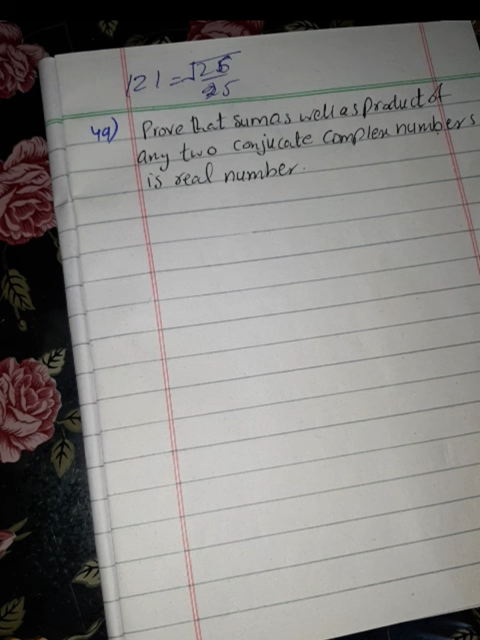 |2| = √25
25
49) Prove that sum as well as product of
any two conjucate complex numbers
is real number.